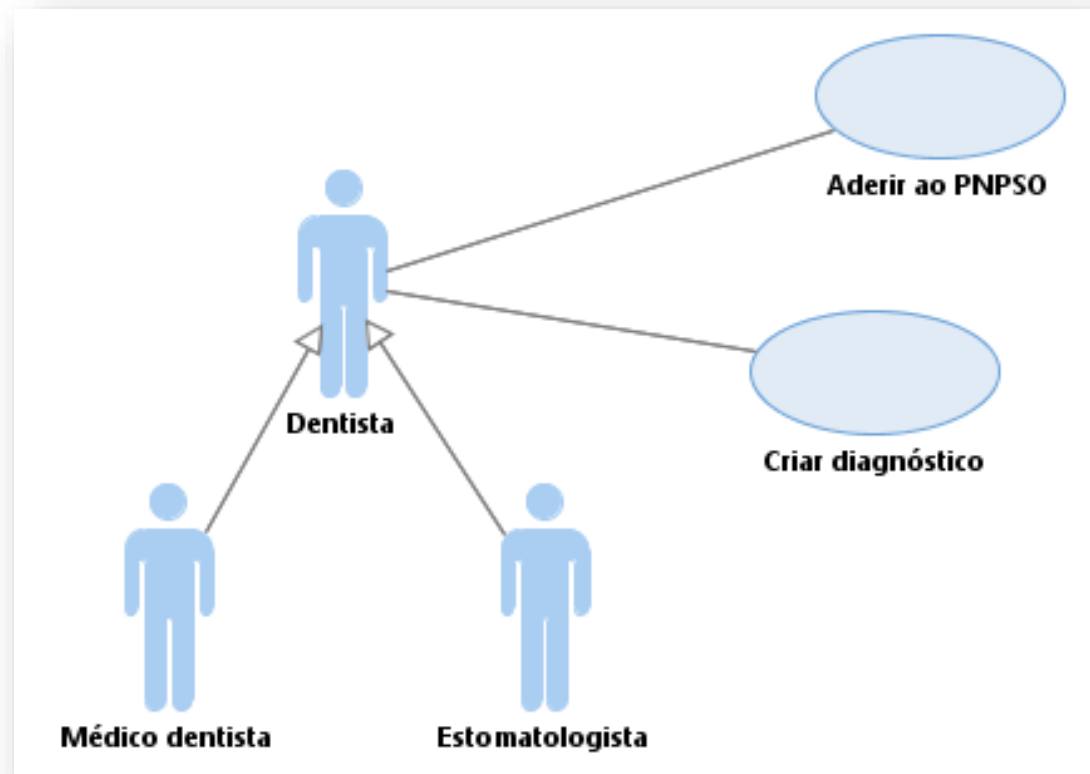 Aderir ao PNPSO
Dentista
Criar diagnóstico
Médico dentista
Estomatologista